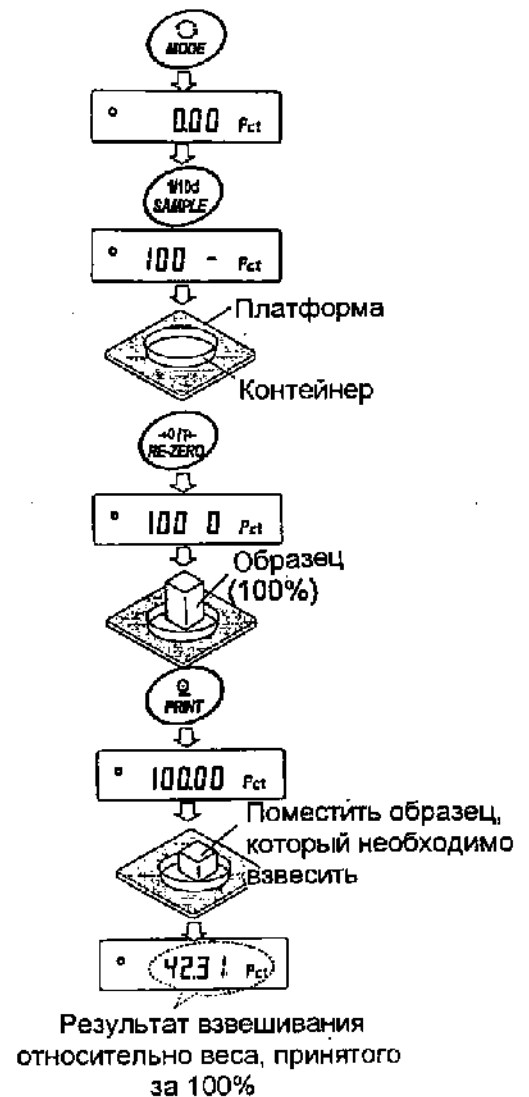 MODE
0.00 Pct
1/10d
SAMPLE
100 - Pct
Платформа
Контейнер
→0/T←
RE-ZERO
100 0 Pct
Образец
(100%)
PRINT
100.00 Pct
Поместить образец,
который необходимо
взвесить
42.31 Pct
Результат взвешивания
относительно веса, принятого
за 100%